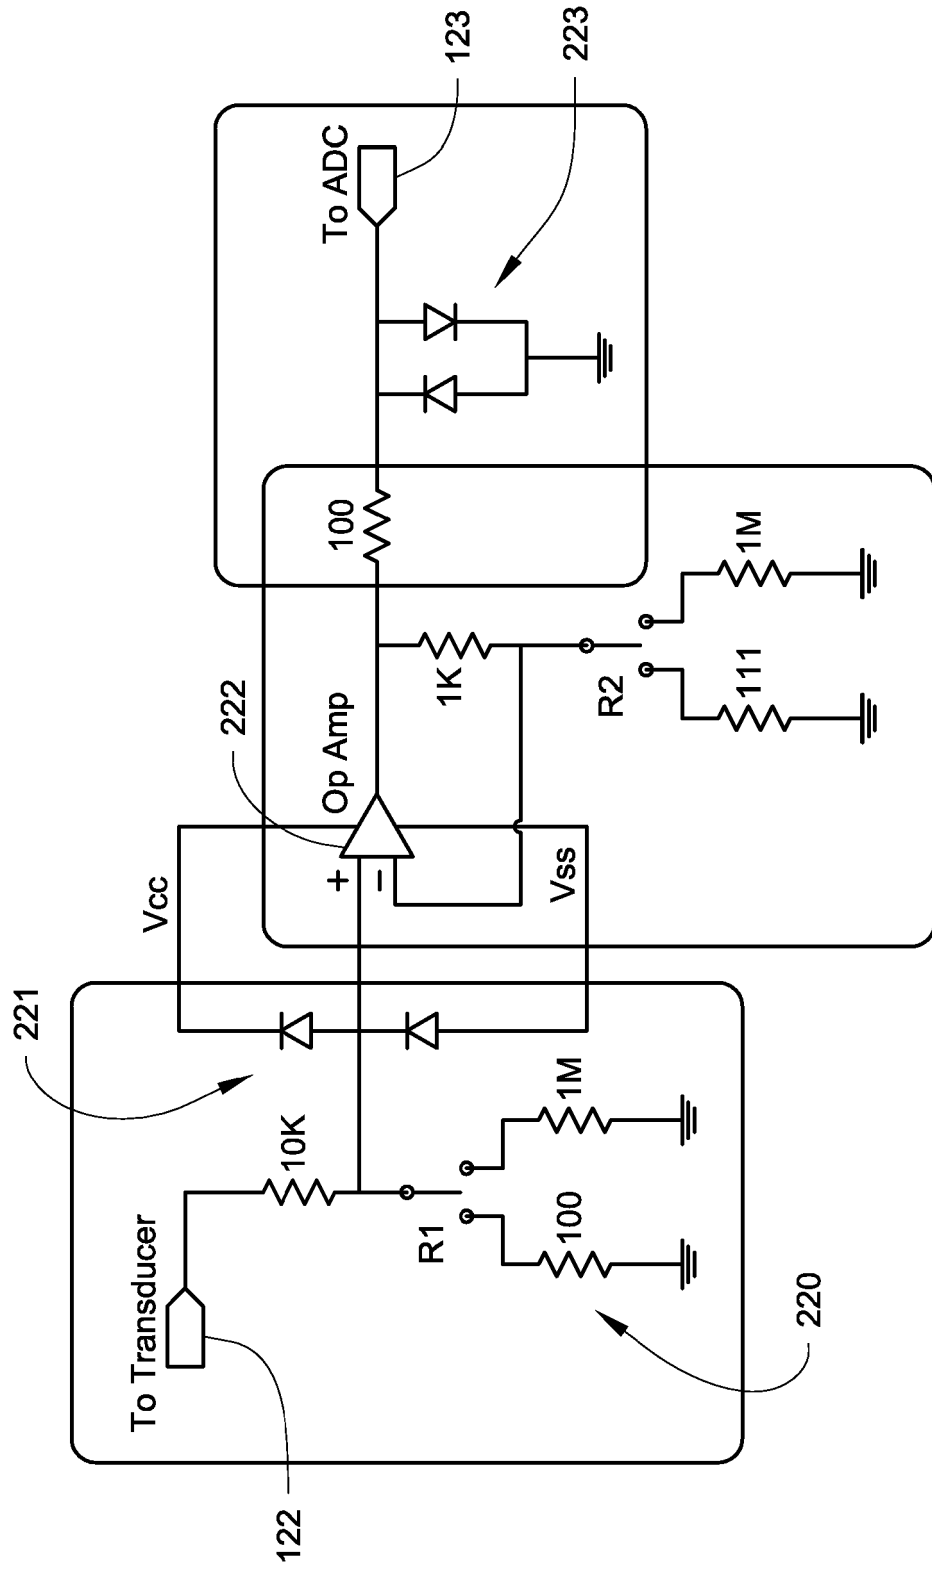 To Transducer
122
10K
R1
100
1M
220
221
Vcc
Vss
222
Op Amp
+
−
1K
R2
111
1M
100
To ADC
123
223